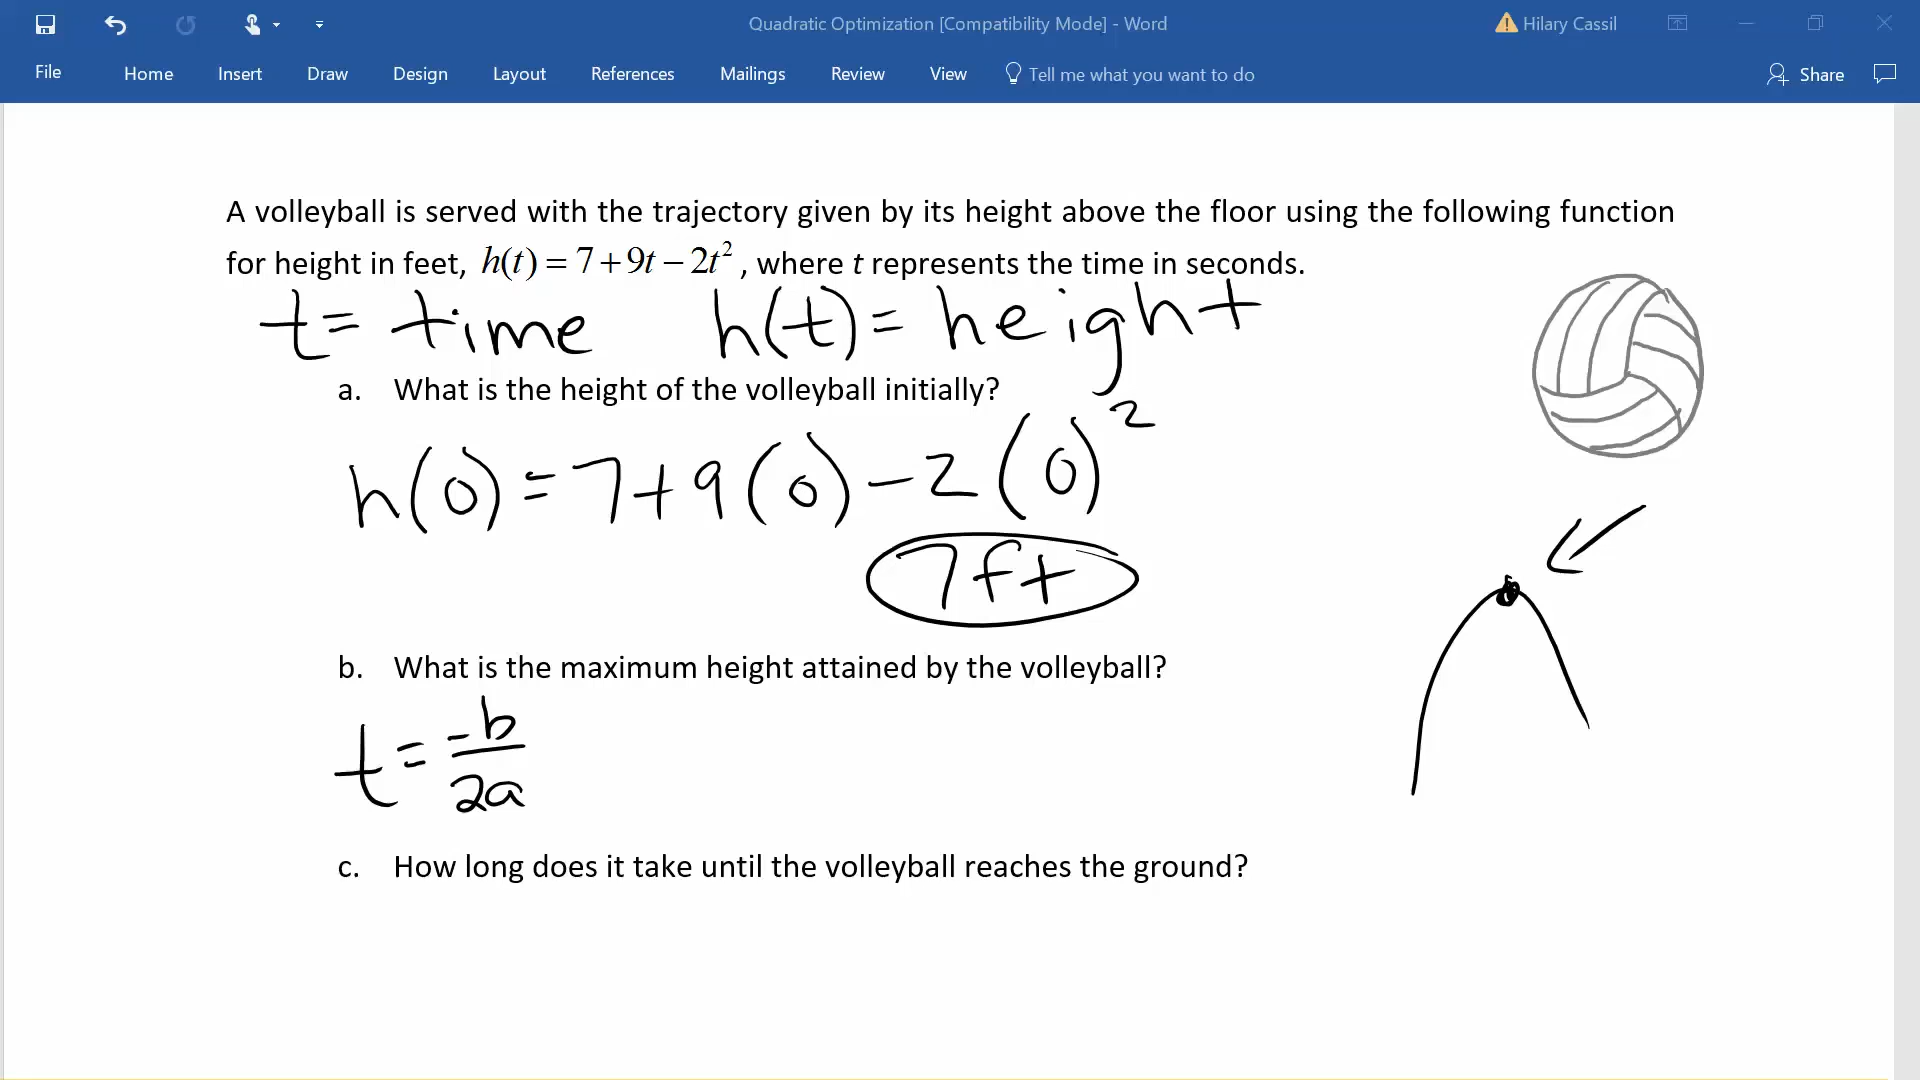 Quadratic Optimization [Compatibility Mode] - Word
Hilary Cassil
File Home Insert Draw Design Layout References Mailings Review View Tell me what you want to do Share
A volleyball is served with the trajectory given by its height above the floor using the following function
for height in feet, h(t) = 7 + 9t − 2t², where t represents the time in seconds.
t = time h(t) = height
a. What is the height of the volleyball initially?
h(0) = 7 + 9(0) − 2(0)²
7ft
b. What is the maximum height attained by the volleyball?
t = -b/2a
c. How long does it take until the volleyball reaches the ground?